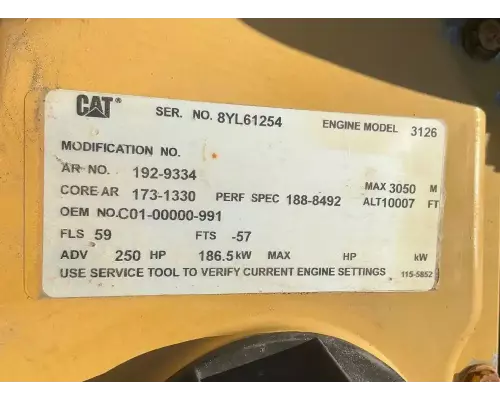 CAT® SER. NO. 8YL61254 ENGINE MODEL 3126
MODIFICATION NO.
AR NO. 192-9334 MAX 3050 M
CORE AR 173-1330 PERF SPEC 188-8492 ALT 10007 FT
OEM NO. C01-00000-991
FLS 59 FTS -57
ADV 250 HP 186.5 kW MAX HP kW
USE SERVICE TOOL TO VERIFY CURRENT ENGINE SETTINGS 115-5852